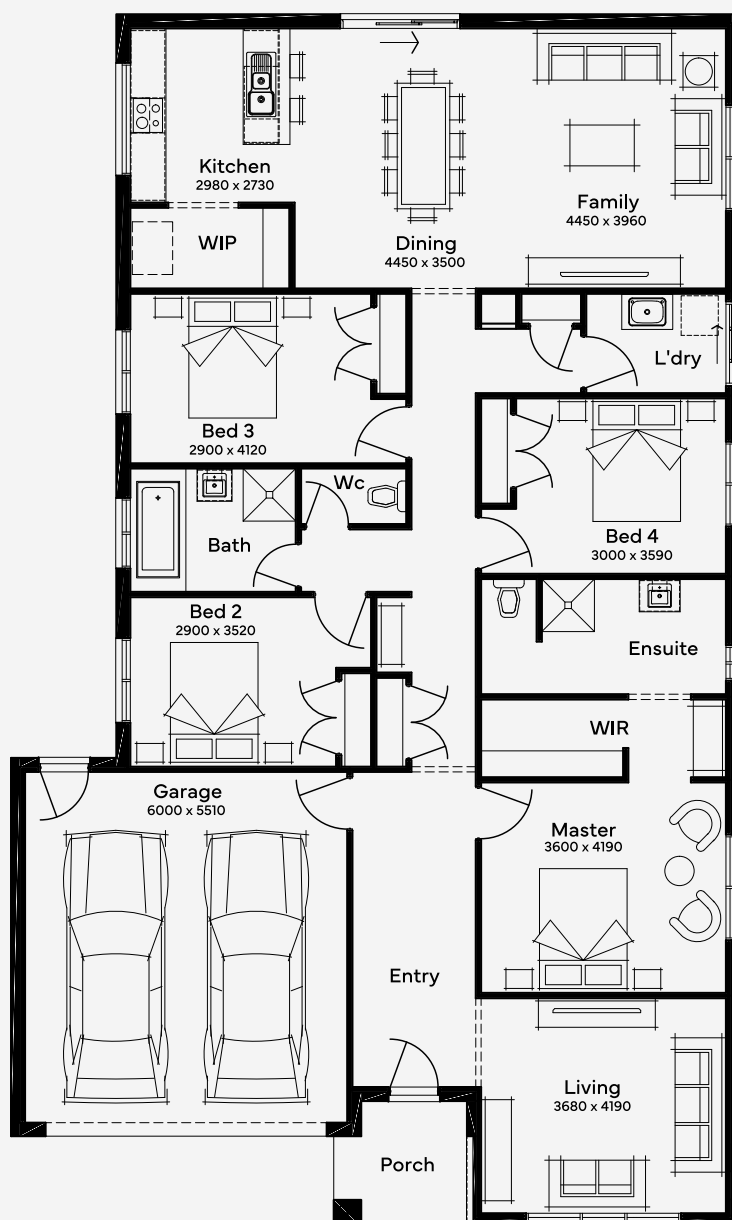 Kitchen
2980 x 2730
WIP
Dining
4450 x 3500
Family
4450 x 3960
L'dry
Bed 3
2900 x 4120
Wc
Bath
Bed 4
3000 x 3590
Bed 2
2900 x 3520
Ensuite
WIR
Garage
6000 x 5510
Master
3600 x 4190
Entry
Living
3680 x 4190
Porch